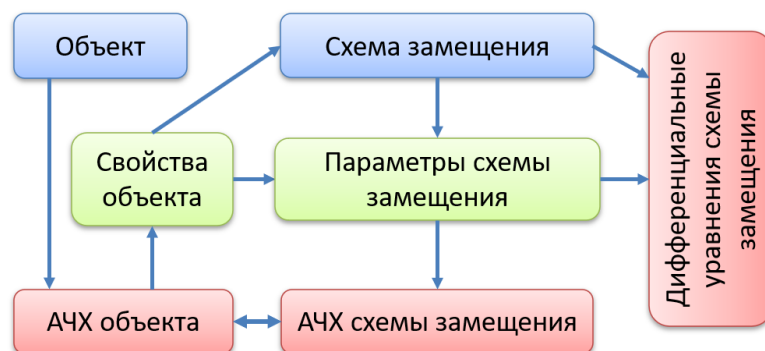 Объект
Схема замещения
Дифференциальные
уравнения схемы
замещения
Свойства
объекта
Параметры схемы
замещения
АЧХ объекта
АЧХ схемы замещения